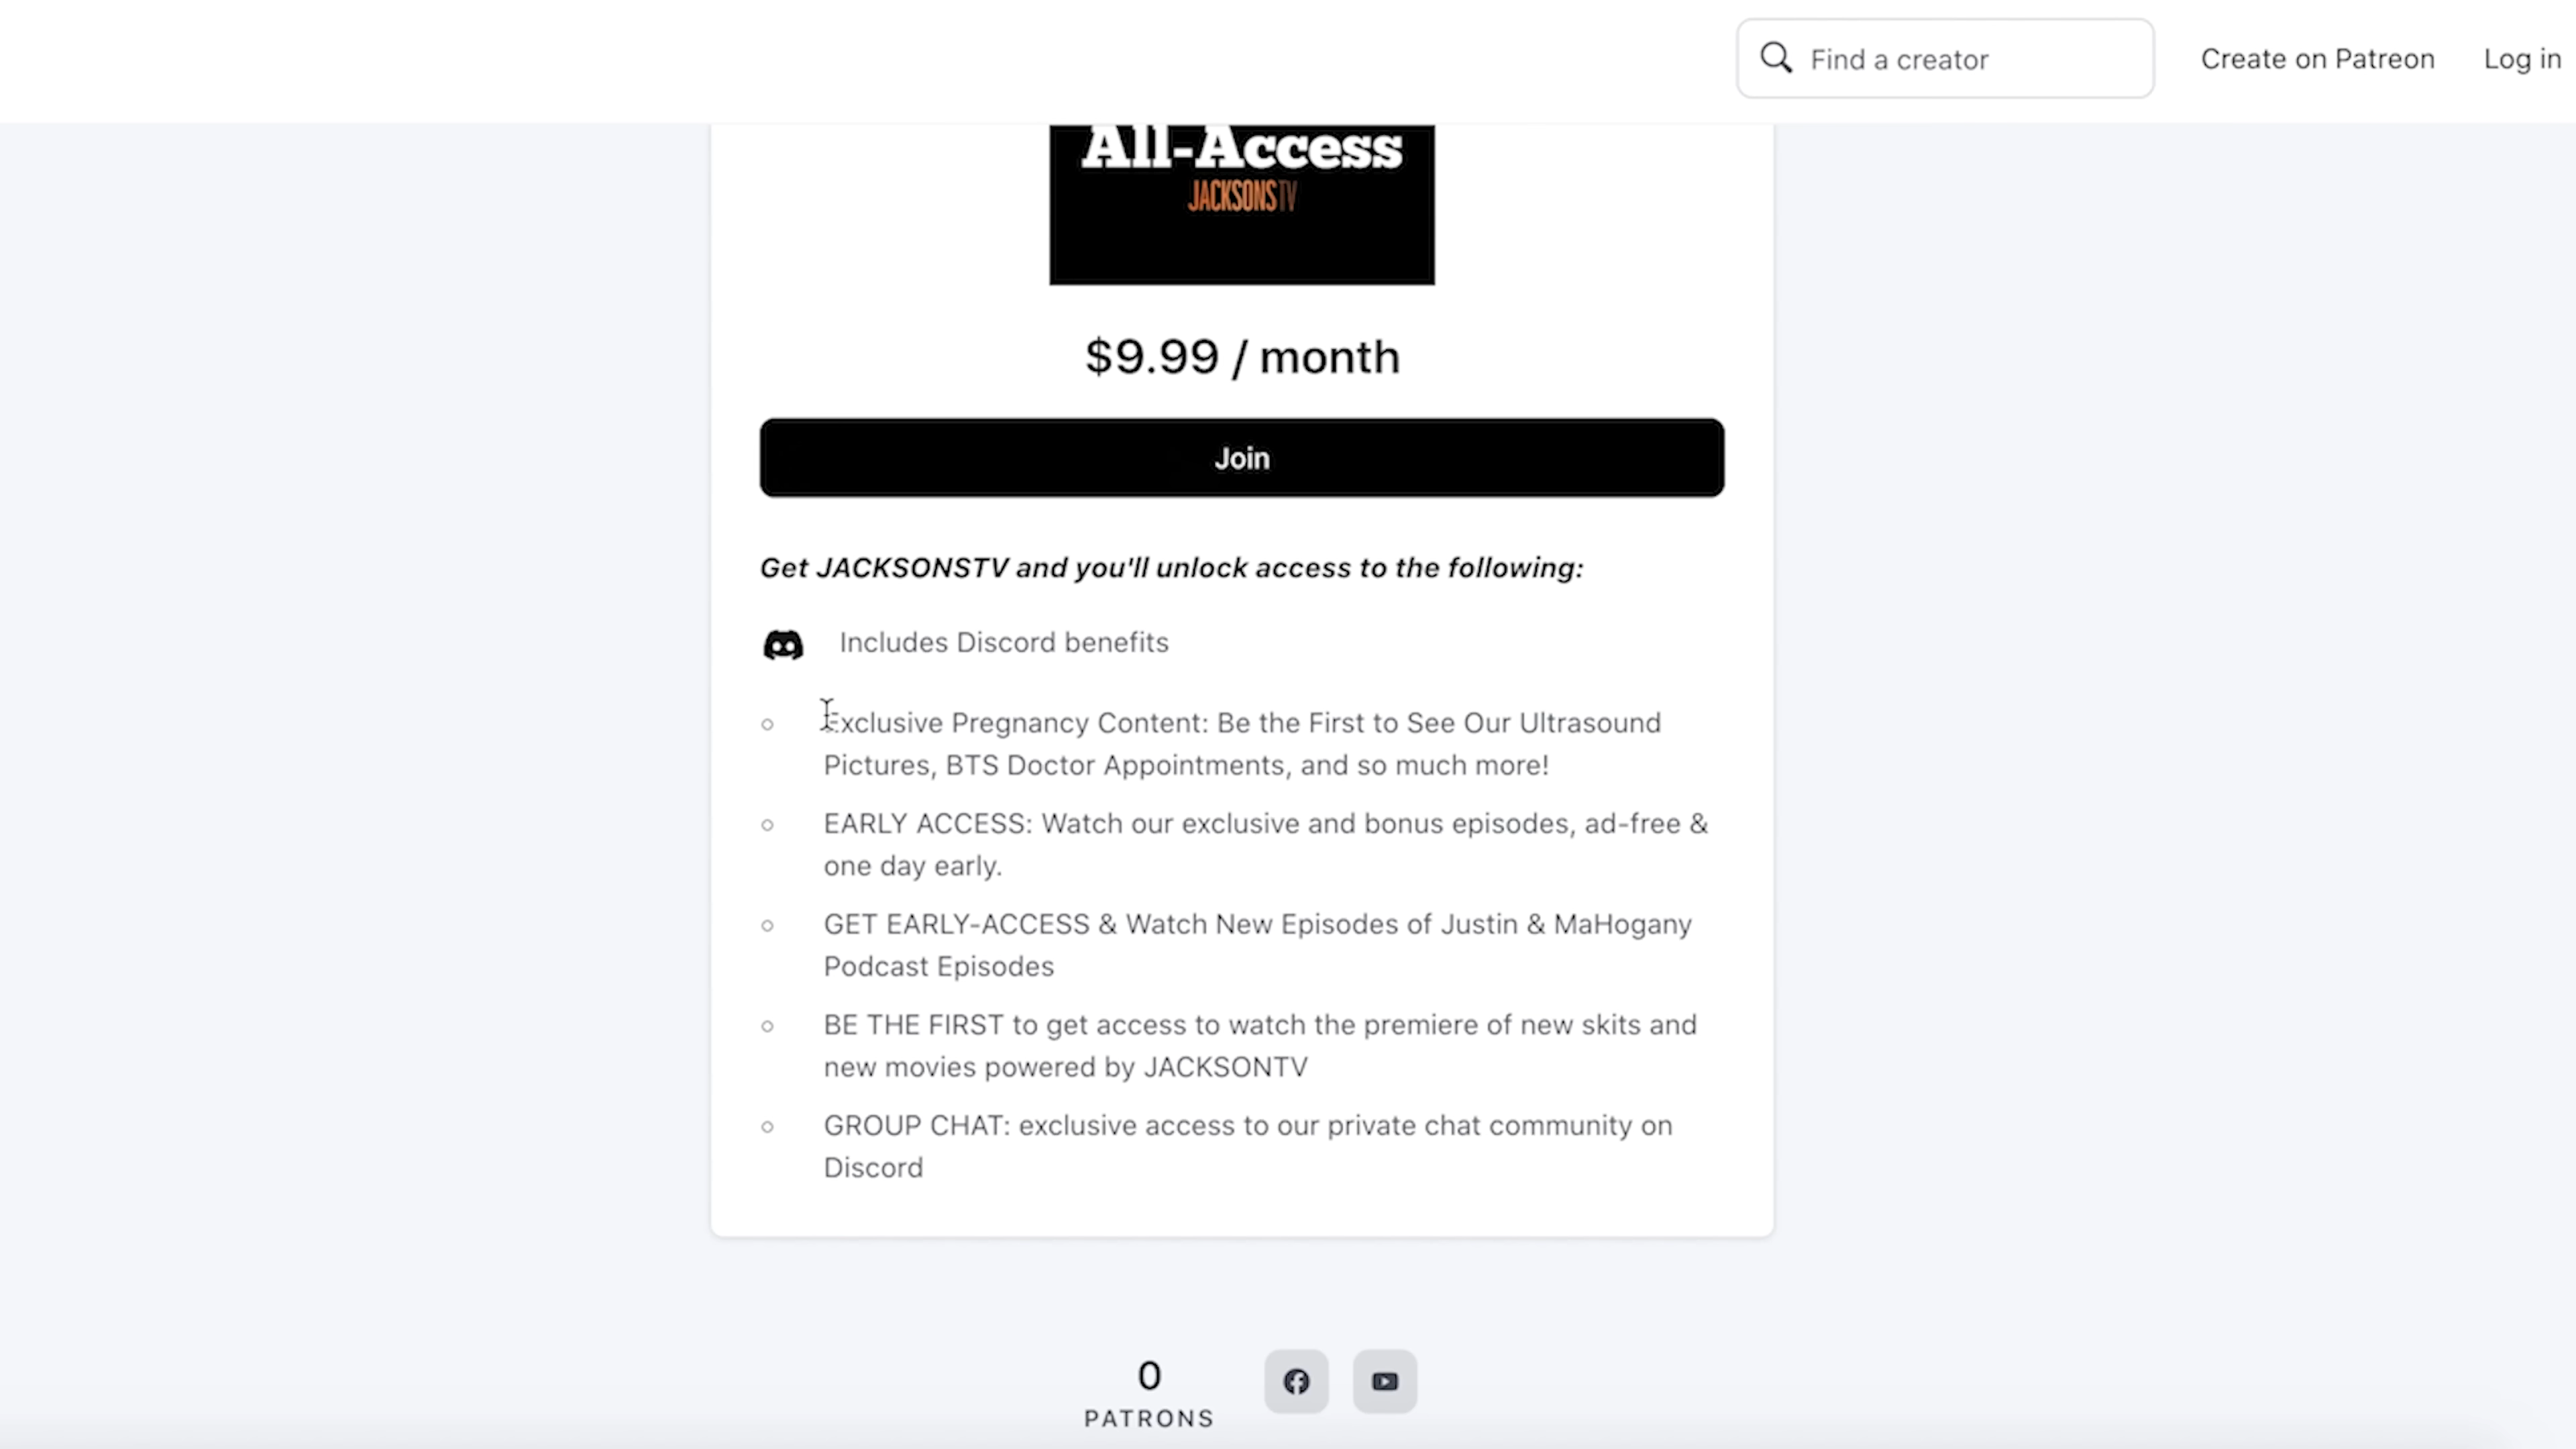 Find a creator
Create on Patreon
Log in
All-Access
JACKSONSTV
$9.99 / month
Join
Get JACKSONSTV and you'll unlock access to the following:
Includes Discord benefits
Exclusive Pregnancy Content: Be the First to See Our Ultrasound
Pictures, BTS Doctor Appointments, and so much more!
EARLY ACCESS: Watch our exclusive and bonus episodes, ad-free &
one day early.
GET EARLY-ACCESS & Watch New Episodes of Justin & MaHogany
Podcast Episodes
BE THE FIRST to get access to watch the premiere of new skits and
new movies powered by JACKSONTV
GROUP CHAT: exclusive access to our private chat community on
Discord
0
PATRONS